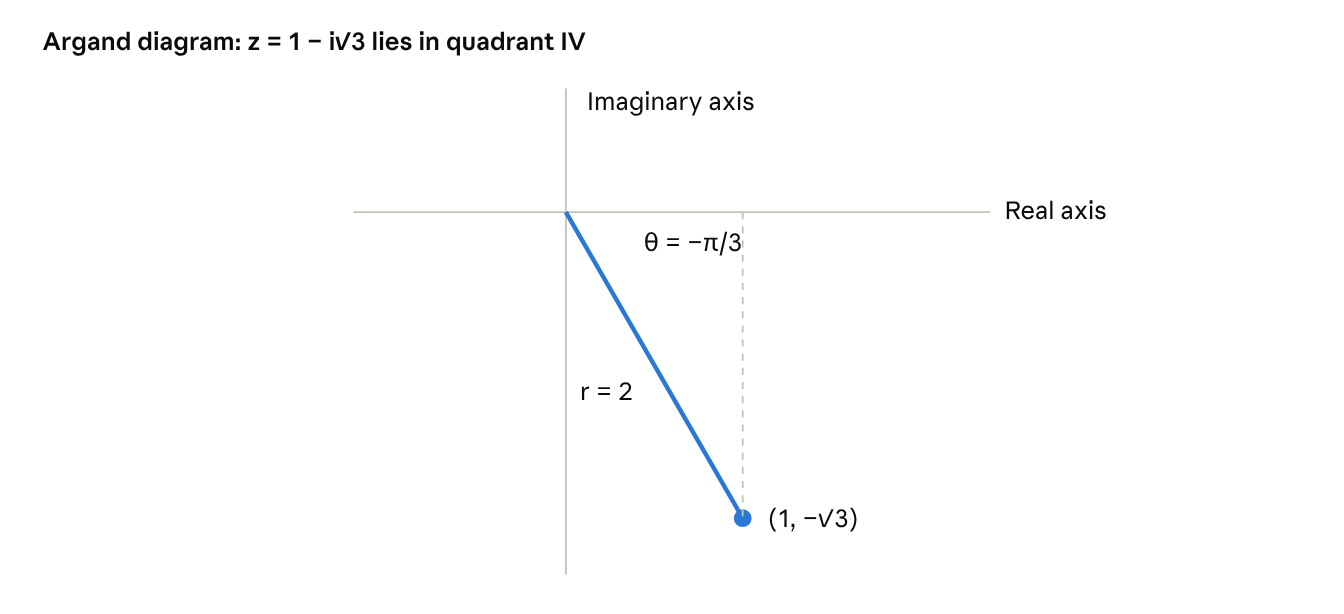 Argand diagram: z = 1 − i√3 lies in quadrant IV
Imaginary axis
Real axis
θ = −π/3
r = 2
(1, −√3)